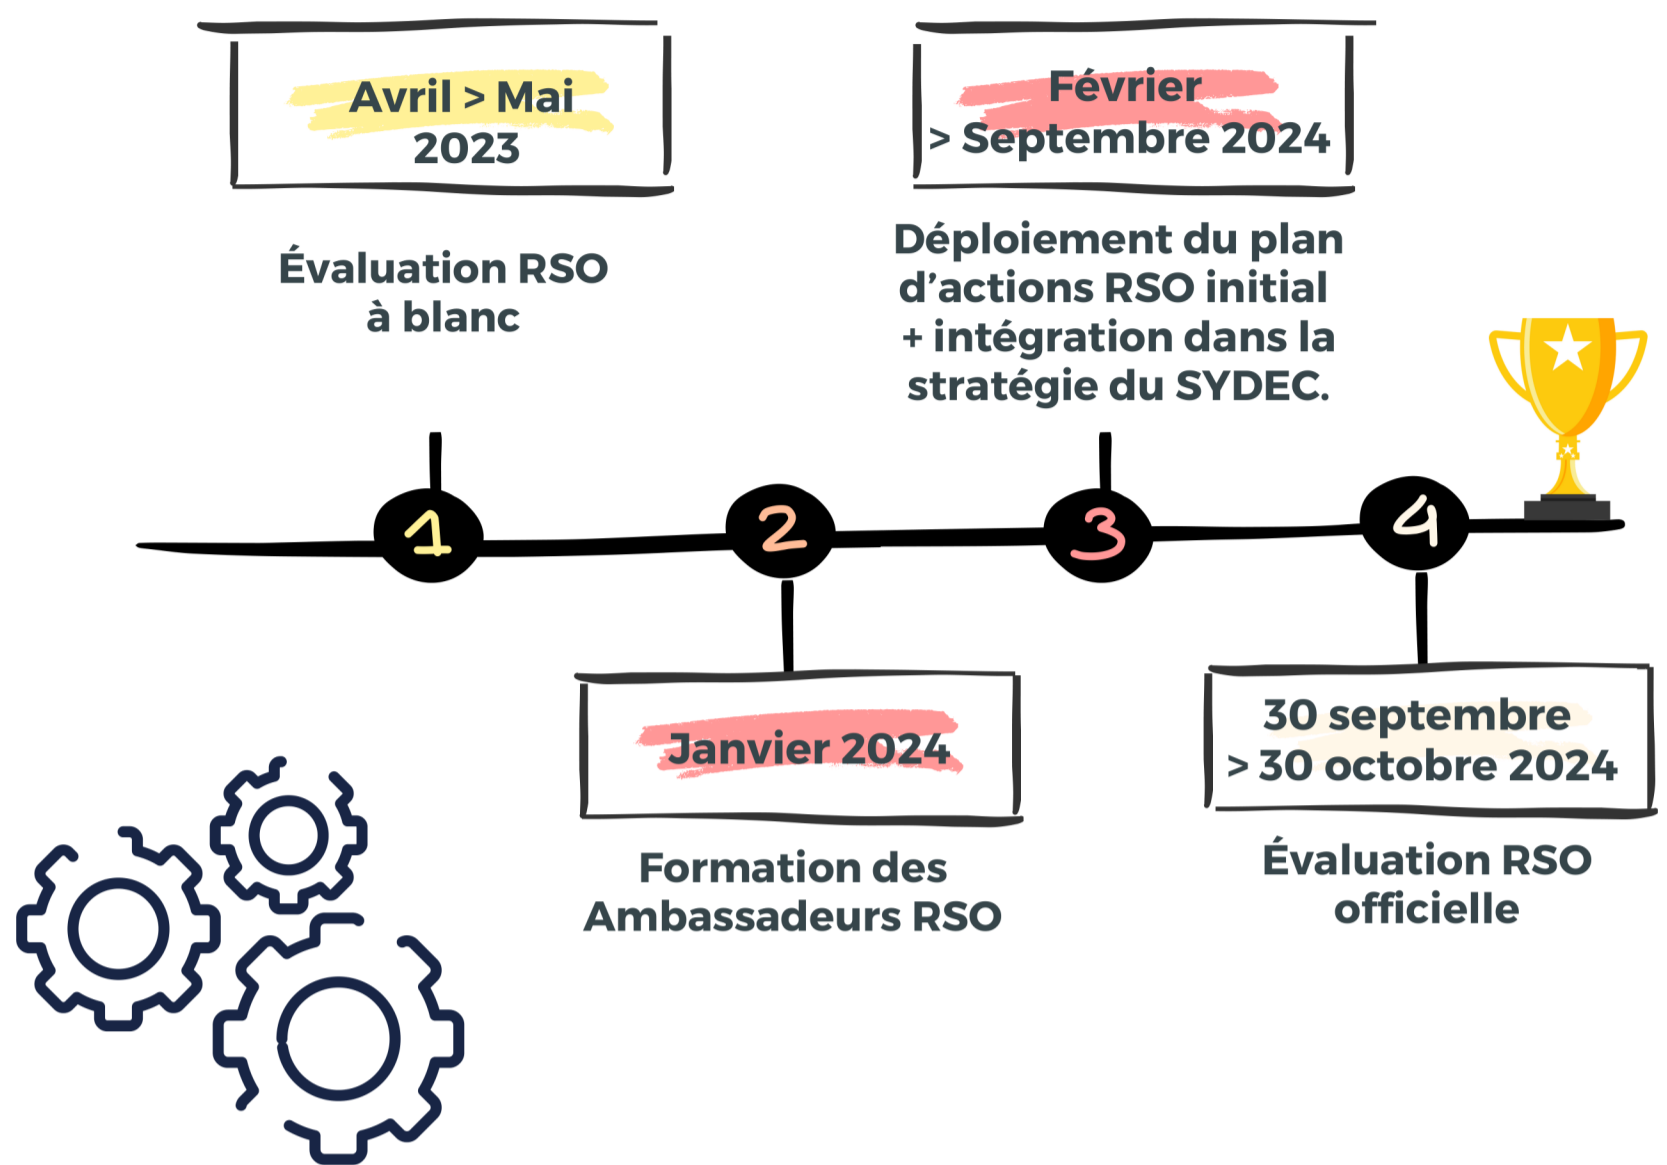 Avril > Mai
2023
Évaluation RSO
à blanc
Février
> Septembre 2024
Déploiement du plan
d’actions RSO initial
+ intégration dans la
stratégie du SYDEC.
1
2
3
4
Janvier 2024
Formation des
Ambassadeurs RSO
30 septembre
> 30 octobre 2024
Évaluation RSO
officielle